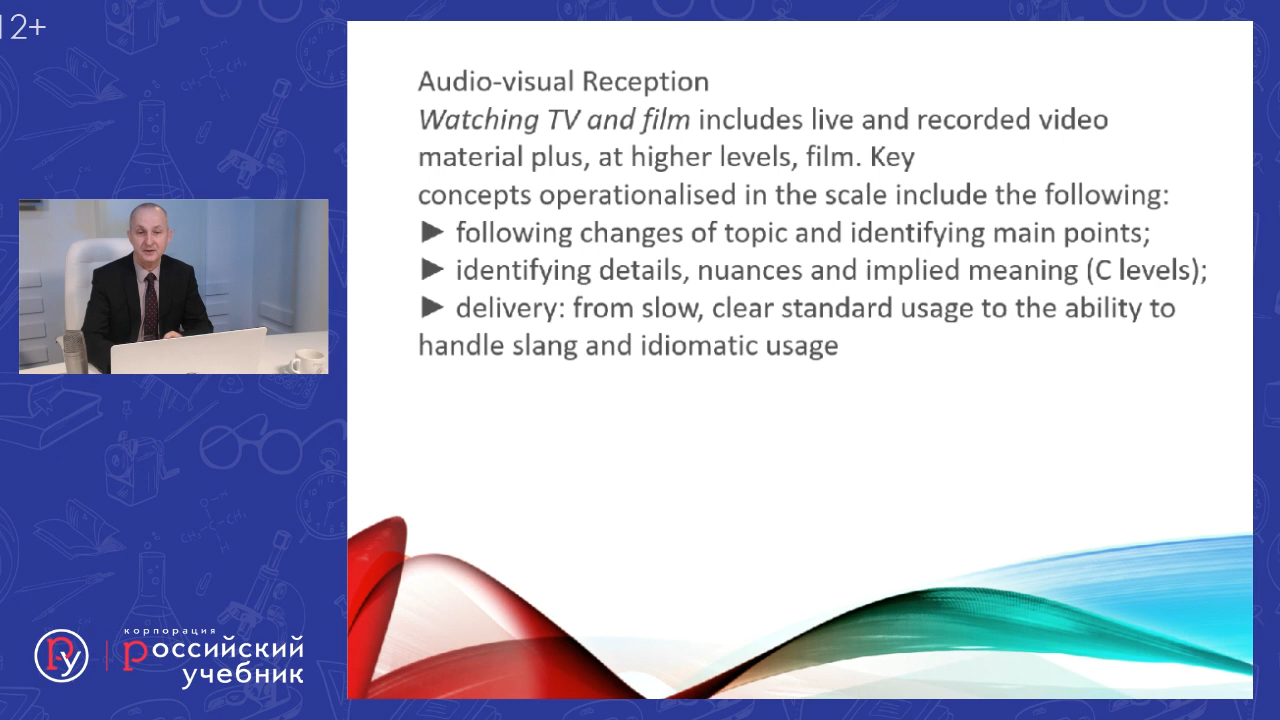 12+
Audio-visual Reception
Watching TV and film includes live and recorded video
material plus, at higher levels, film. Key
concepts operationalised in the scale include the following:
► following changes of topic and identifying main points;
► identifying details, nuances and implied meaning (C levels);
► delivery: from slow, clear standard usage to the ability to
handle slang and idiomatic usage
корпорация
российский
учебник